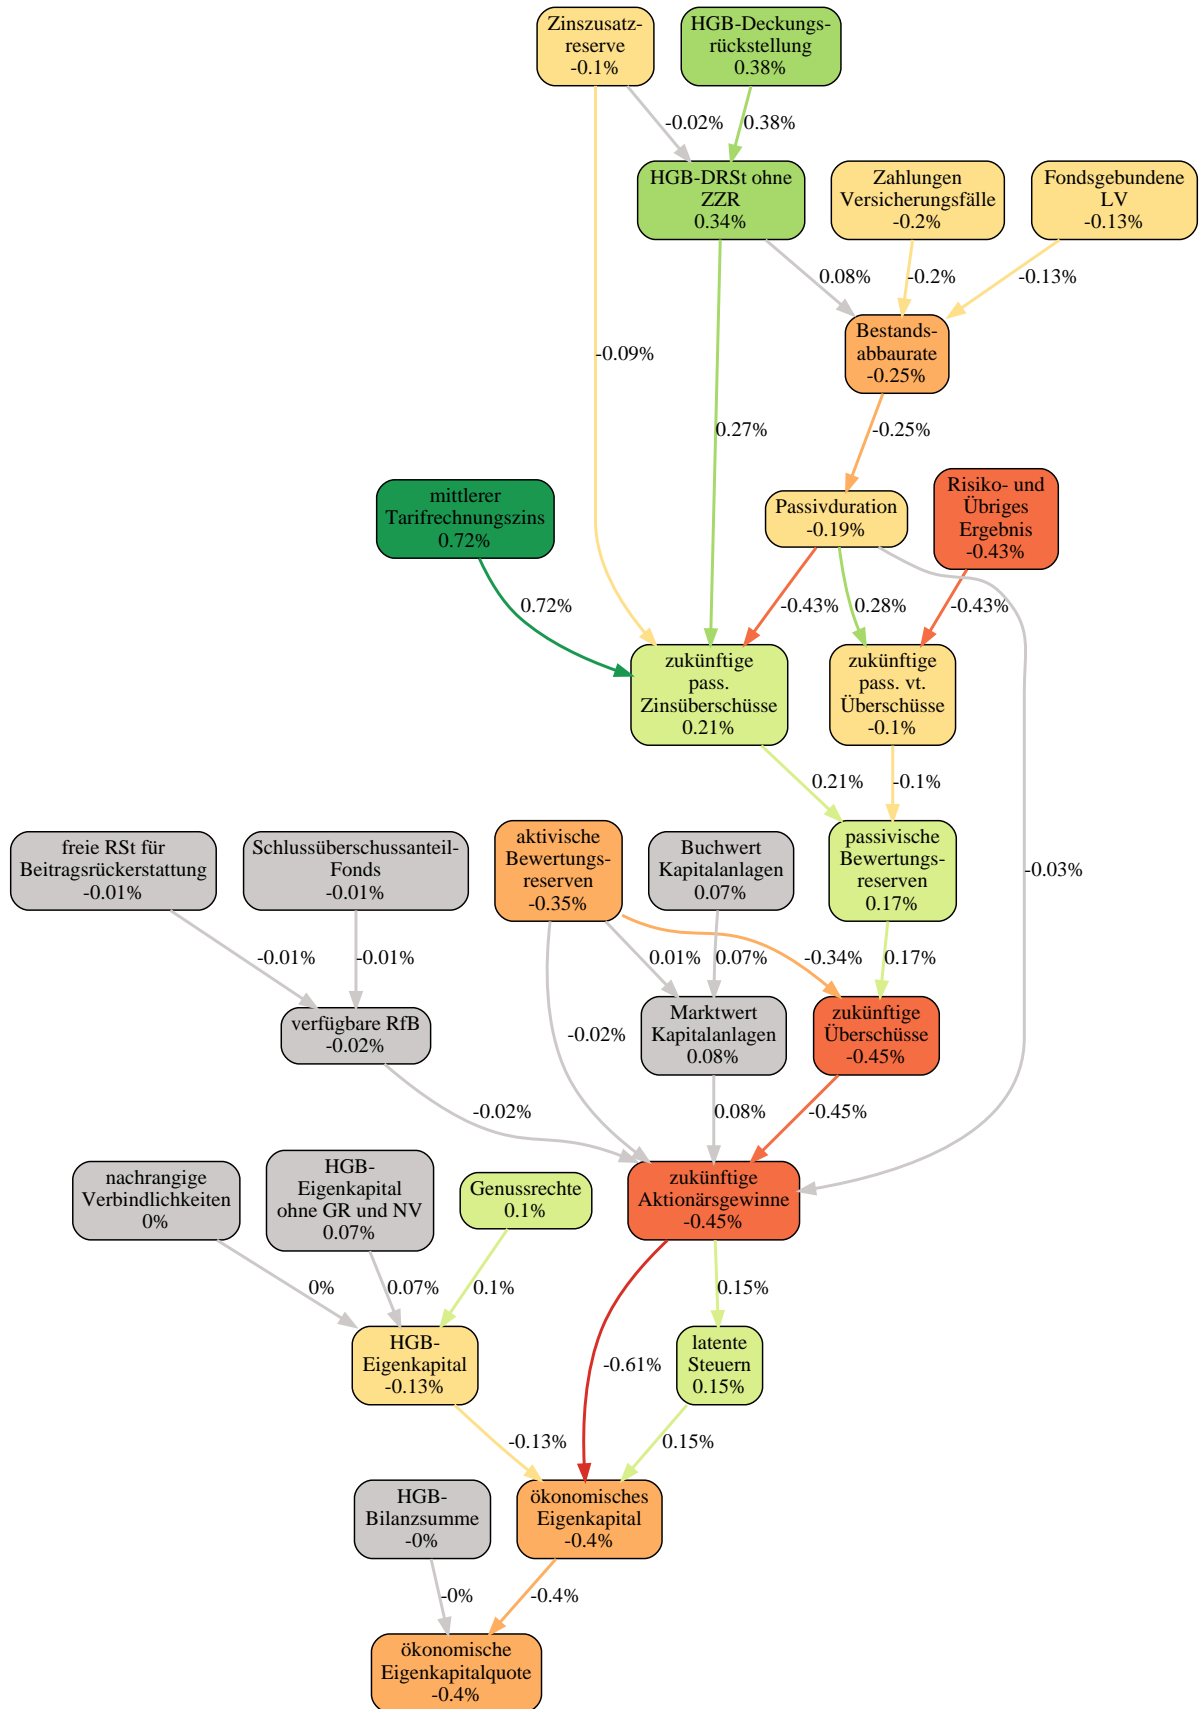 Zinszusatz-
reserve
-0.1%
HGB-Deckungs-
rückstellung
0.38%
-0.02%
0.38%
HGB-DRSt ohne
ZZR
0.34%
Zahlungen
Versicherungsfälle
-0.2%
Fondsgebundene
LV
-0.13%
0.08%
-0.2%
-0.13%
Bestands-
abbaurate
-0.25%
-0.09%
0.27%
-0.25%
mittlerer
Tarifrechnungszins
0.72%
Passivduration
-0.19%
Risiko- und
Übriges
Ergebnis
-0.43%
0.72%
-0.43%
0.28%
-0.43%
zukünftige
pass.
Zinsüberschüsse
0.21%
zukünftige
pass. vt.
Überschüsse
-0.1%
0.21%
-0.1%
freie RSt für
Beitragsrückerstattung
-0.01%
Schlussüberschussanteil-
Fonds
-0.01%
aktivische
Bewertungs-
reserven
-0.35%
Buchwert
Kapitalanlagen
0.07%
passivische
Bewertungs-
reserven
0.17%
-0.03%
-0.01%
-0.01%
0.01%
0.07%
-0.34%
0.17%
verfügbare RfB
-0.02%
-0.02%
Marktwert
Kapitalanlagen
0.08%
zukünftige
Überschüsse
-0.45%
-0.02%
0.08%
-0.45%
nachrangige
Verbindlichkeiten
0%
HGB-
Eigenkapital
ohne GR und NV
0.07%
Genussrechte
0.1%
zukünftige
Aktionärsgewinne
-0.45%
0%
0.07%
0.1%
0.15%
HGB-
Eigenkapital
-0.13%
-0.61%
latente
Steuern
0.15%
-0.13%
0.15%
HGB-
Bilanzsumme
-0%
ökonomisches
Eigenkapital
-0.4%
-0%
-0.4%
ökonomische
Eigenkapitalquote
-0.4%